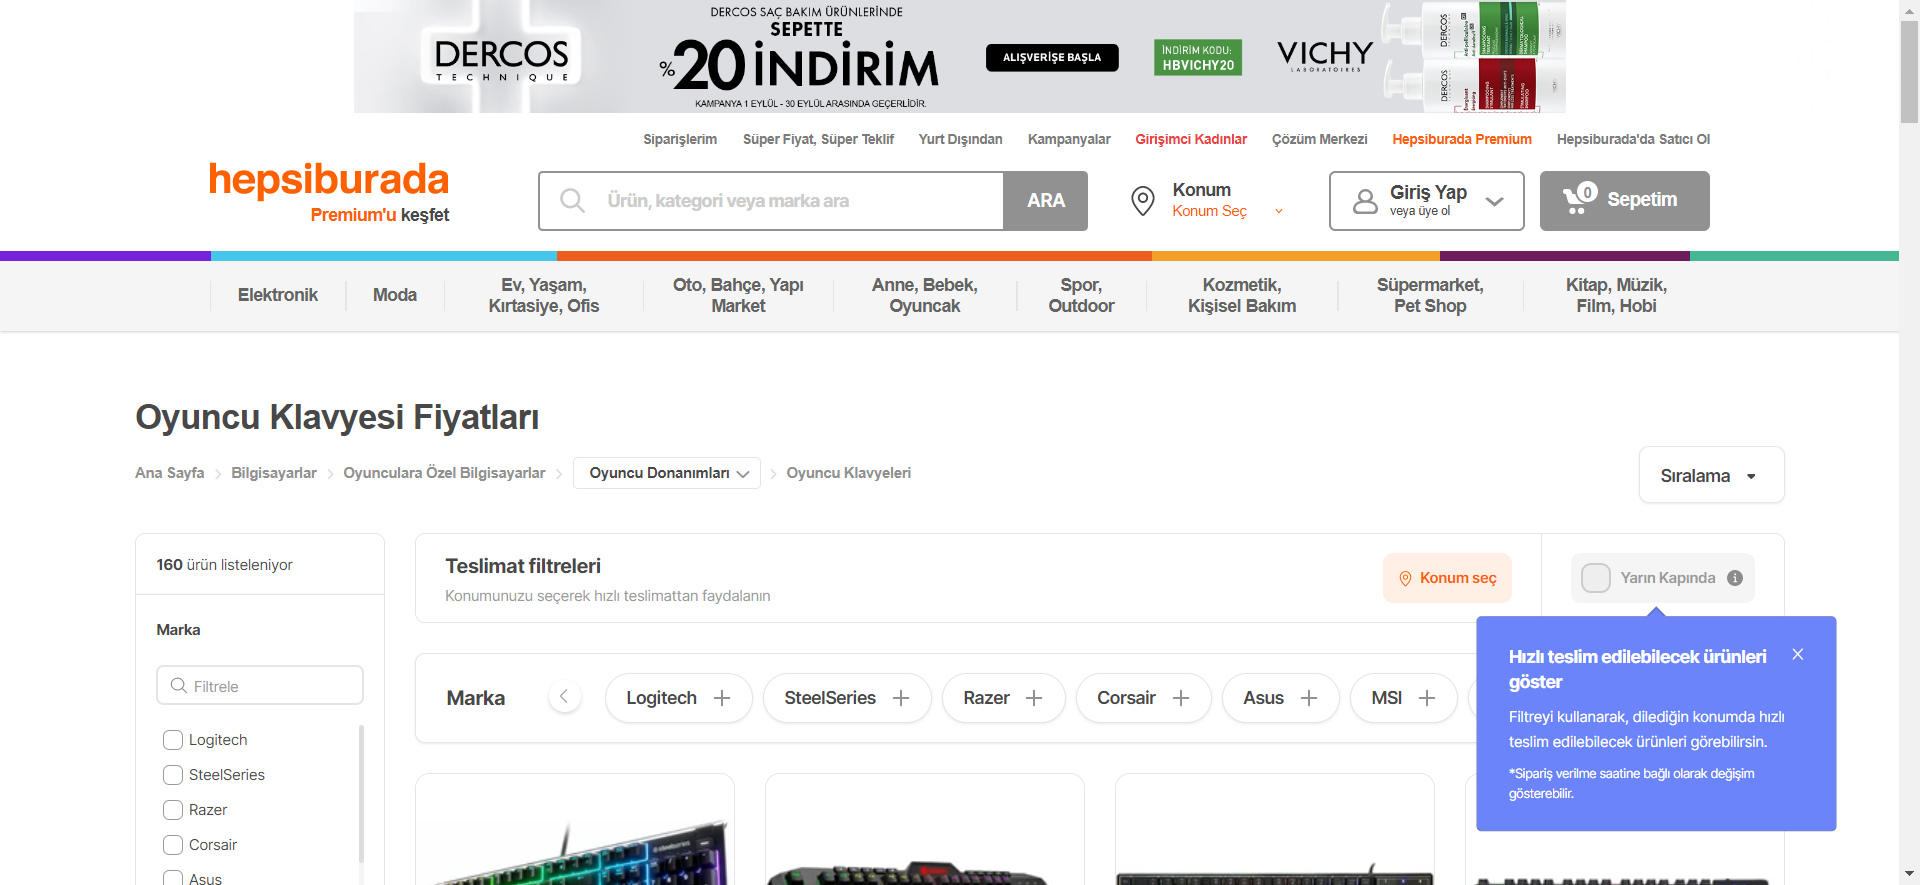 DERCOS
TECHNIQUE
DERCOS SAÇ BAKIM ÜRÜNLERİNDE
SEPETTE
%20 İNDİRİM
KAMPANYA 1 EYLÜL - 30 EYLÜL ARASINDA GEÇERLİDİR.
ALIŞVERİŞE BAŞLA
İNDİRİM KODU:
HBVICHY20
VICHY
LABORATOIRES
DERCOS
DERCOS
Siparişlerim
Süper Fiyat, Süper Teklif
Yurt Dışından
Kampanyalar
Girişimci Kadınlar
Çözüm Merkezi
Hepsiburada Premium
Hepsiburada'da Satıcı Ol
hepsiburada
Premium'u keşfet
Ürün, kategori veya marka ara
ARA
Konum
Konum Seç
Giriş Yap
veya üye ol
0
Sepetim
Elektronik
Moda
Ev, Yaşam,
Kırtasiye, Ofis
Oto, Bahçe, Yapı
Market
Anne, Bebek,
Oyuncak
Spor,
Outdoor
Kozmetik,
Kişisel Bakım
Süpermarket,
Pet Shop
Kitap, Müzik,
Film, Hobi
Oyuncu Klavyesi Fiyatları
Ana Sayfa
Bilgisayarlar
Oyunculara Özel Bilgisayarlar
Oyuncu Donanımları
Oyuncu Klavyeleri
Sıralama
160 ürün listeleniyor
Marka
Filtrele
Logitech
SteelSeries
Razer
Corsair
Asus
Teslimat filtreleri
Konumunuzu seçerek hızlı teslimattan faydalanın
Konum seç
Yarın Kapında
Hızlı teslim edilebilecek ürünleri
göster
Filtreyi kullanarak, dilediğin konumda hızlı
teslim edilebilecek ürünleri görebilirsin.
*Sipariş verilme saatine bağlı olarak değişim
gösterebilir.
Marka
Logitech
SteelSeries
Razer
Corsair
Asus
MSI
steelseries